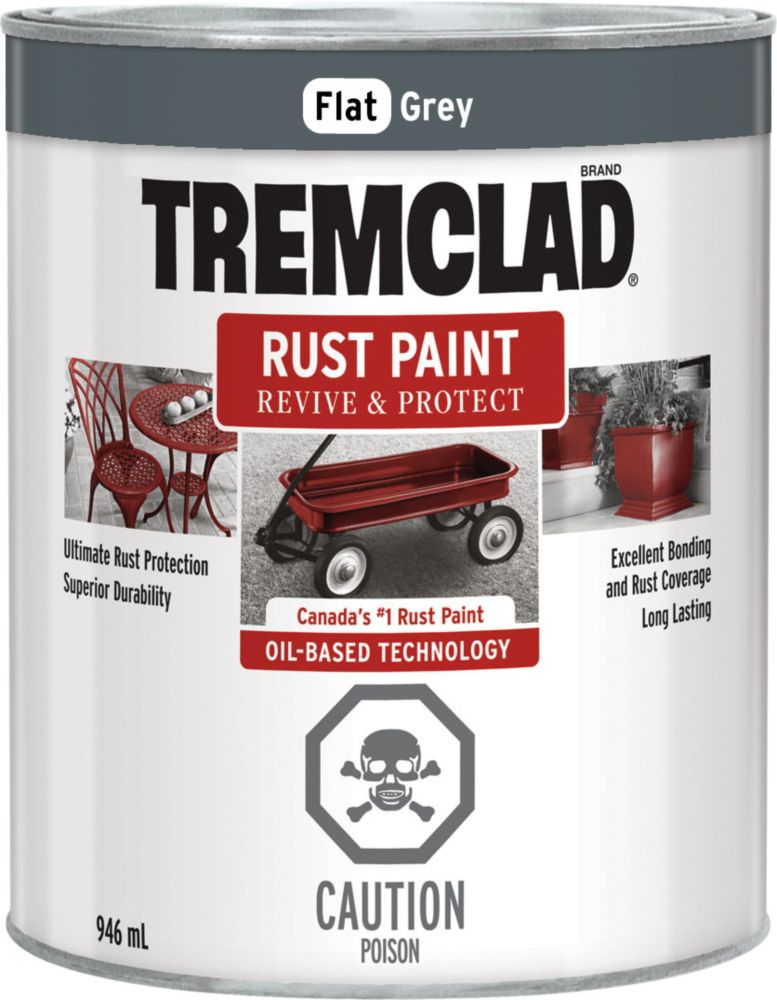 Flat Grey
BRAND
TREMCLAD®
RUST PAINT
REVIVE & PROTECT
Ultimate Rust Protection
Superior Durability
Excellent Bonding
and Rust Coverage
Long Lasting
Canada's #1 Rust Paint
OIL-BASED TECHNOLOGY
CAUTION
POISON
946 mL